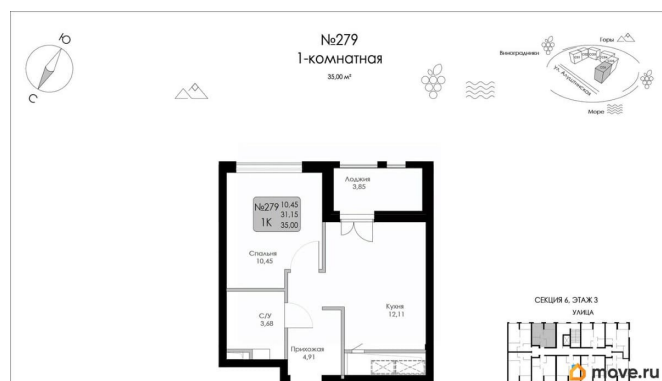 №279
1-комнатная
35,00 м²
Ю
С
Горы
Виноградники
ул. Алуштинская
Море
Лоджия
3,85
№279
1К
10.45
31.15
35.00
Спальня
10,45
С/У
3,68
Кухня
12,11
Прихожая
4,91
СЕКЦИЯ 6, ЭТАЖ 3
УЛИЦА
move.ru